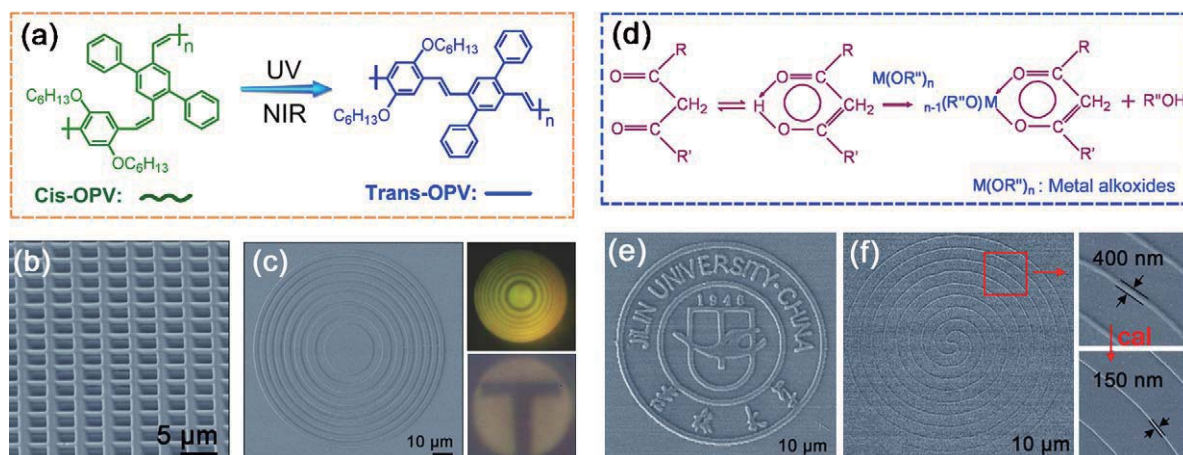 (a)
n
C₆H₁₃O
OC₆H₁₃
UV
NIR
OC₆H₁₃
C₆H₁₃O
n
Cis-OPV:
Trans-OPV:
(d)
R
O
CH₂
O
R'
R
O
H
CH₂
O
R'
M(OR")ₙ
R
O
n-1(R"O)M
CH₂
O
R'
+ R"OH
M(OR")ₙ : Metal alkoxides
(b)
5 μm
(c)
10 μm
T
(e)
JILIN UNIVERSITY·CHINA
1946
10 μm
(f)
10 μm
400 nm
cal
150 nm